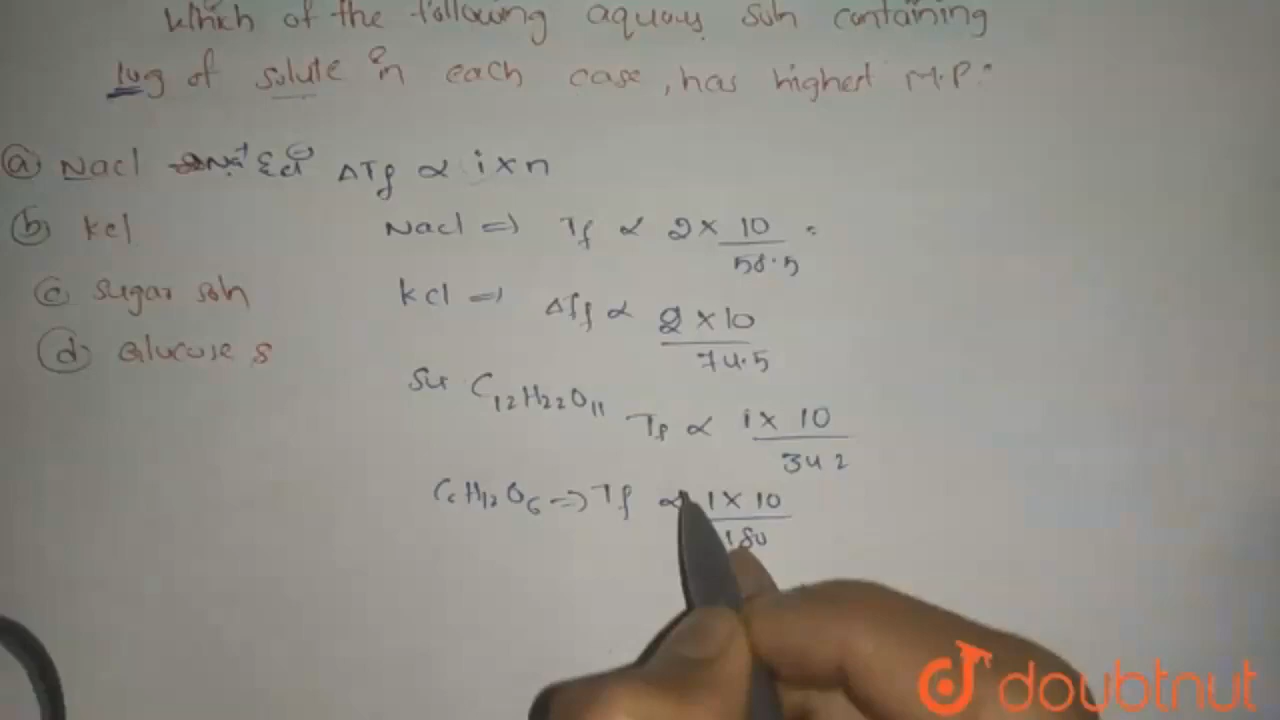 Which of the following aquous soln containing
10g of solute in each case, has highest M.P.
(a) Nacl ΔTf ∝ i x n
(b) kcl
Nacl => Tf ∝ 2 x 10 / 58.5
(c) sugar soln
kcl => ΔTf ∝ 2 x 10 / 74.5
(d) Glucose s
Su C12H22O11 Tf ∝ 1 x 10 / 342
C6H12O6 => Tf ∝ 1 x 10 / 180
doubtnut